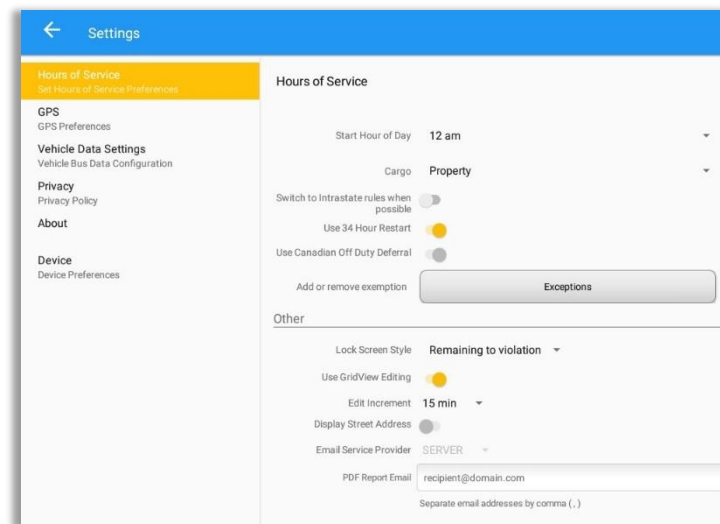 Settings
Hours of Service
Set Hours of Service Preferences
GPS
GPS Preferences
Vehicle Data Settings
Vehicle Bus Data Configuration
Privacy
Privacy Policy
About
Device
Device Preferences
Hours of Service
Start Hour of Day 12 am
Cargo Property
Switch to Intrastate rules when
possible
Use 34 Hour Restart
Use Canadian Off Duty Deferral
Add or remove exemption Exceptions
Other
Lock Screen Style Remaining to violation
Use GridView Editing
Edit Increment 15 min
Display Street Address
Email Service Provider SERVER
PDF Report Email recipient@domain.com
Separate email addresses by comma ( , )